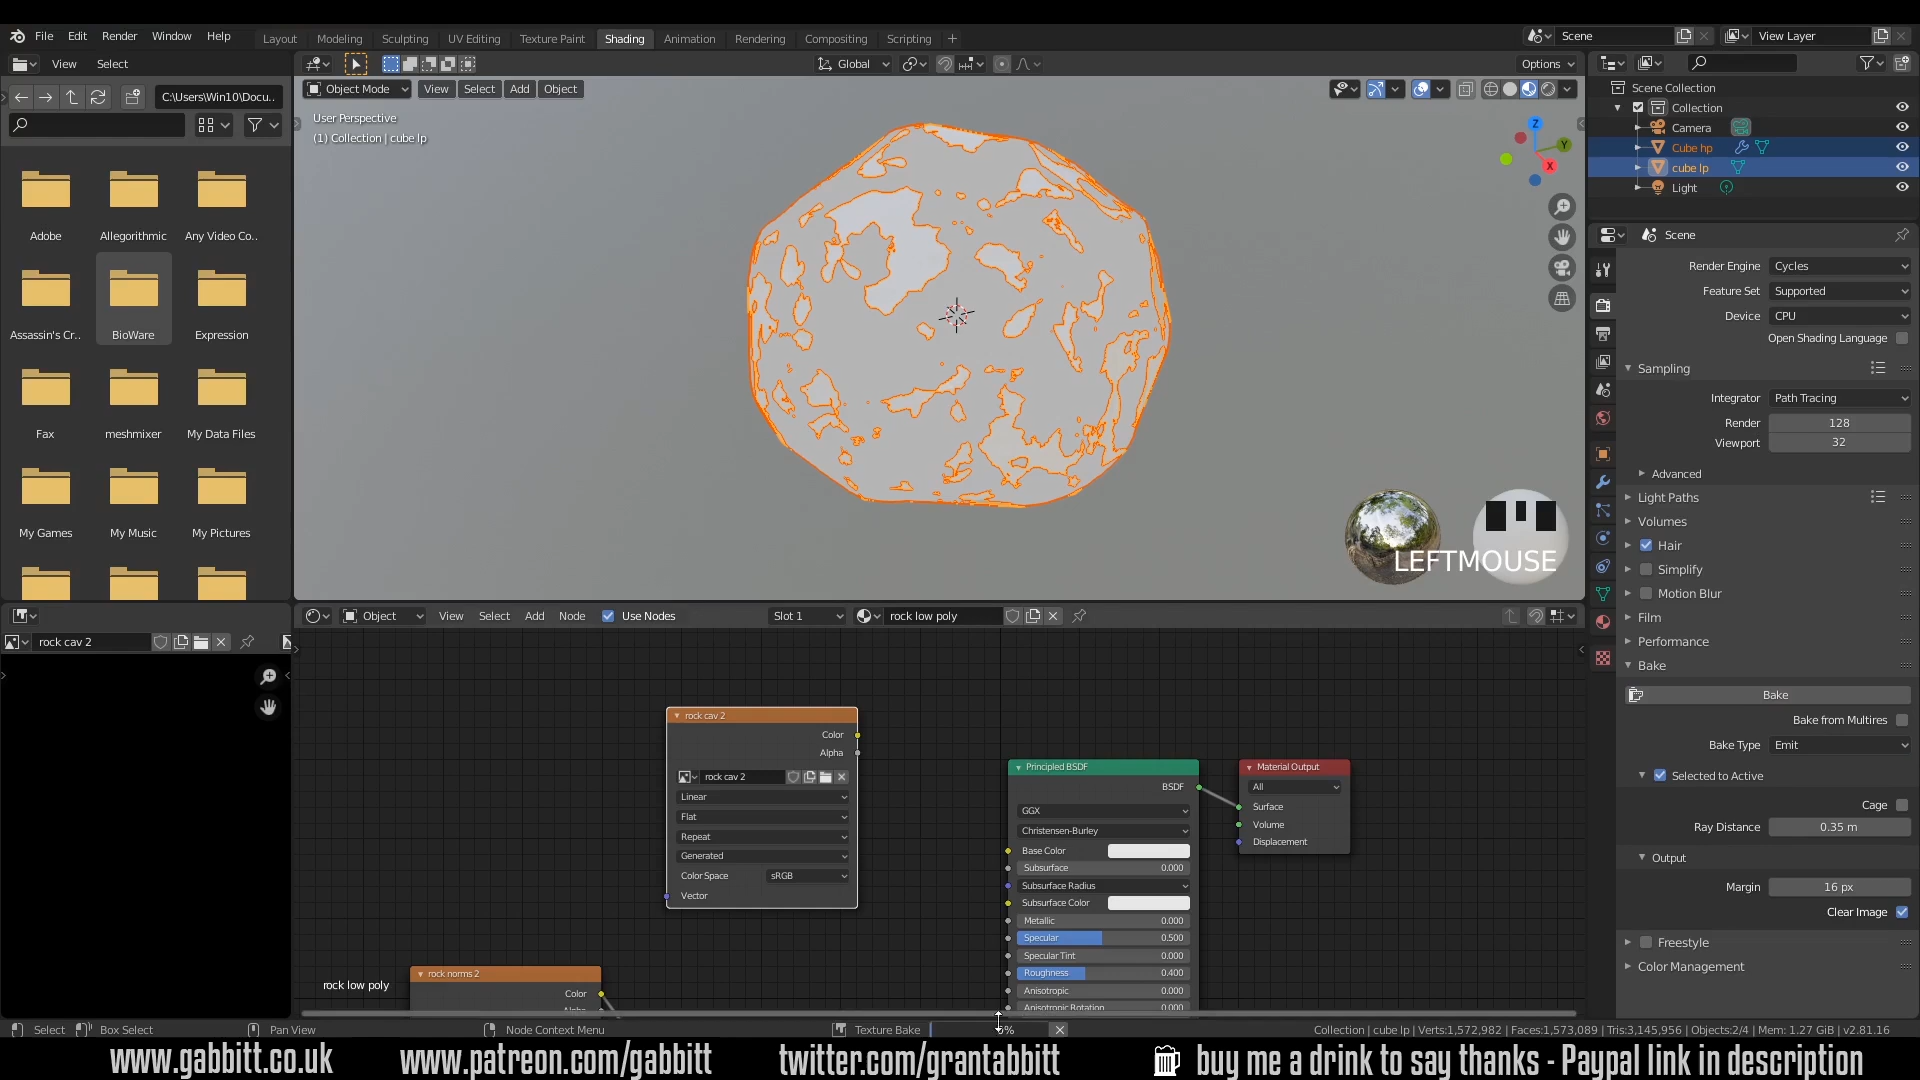 File Edit Render Window Help
Layout Modeling Sculpting UV Editing Texture Paint Shading Animation Rendering Compositing Scripting +
Scene
View Layer
View Select
Global
Options
C:\Users\Win10\Docu..
Object Mode View Select Add Object
User Perspective
(1) Collection | cube lp
Z
Y
X
Adobe
Allegorithmic
Any Video Co..
Assassin's Cr..
BioWare
Expression
Fax
meshmixer
My Data Files
My Games
My Music
My Pictures
LEFTMOUSE
Scene Collection
Collection
Camera
Cube hp
cube lp
Light
Scene
Render Engine Cycles
Feature Set Supported
Device CPU
Open Shading Language
Sampling
Integrator Path Tracing
Render 128
Viewport 32
Advanced
Light Paths
Volumes
Hair
Simplify
Motion Blur
Film
Performance
Bake
Bake
Bake from Multires
Bake Type Emit
Selected to Active
Cage
Ray Distance 0.35 m
Output
Margin 16 px
Clear Image
Freestyle
Color Management
rock cav 2
Object View Select Add Node Use Nodes Slot 1 rock low poly
rock cav 2
Color
Alpha
rock cav 2
Linear
Flat
Repeat
Generated
Color Space sRGB
Vector
rock norms 2
Color
rock low poly
Principled BSDF
BSDF
GGX
Christensen-Burley
Base Color
Subsurface 0.000
Subsurface Radius
Subsurface Color
Metallic 0.000
Specular 0.500
Specular Tint 0.000
Roughness 0.400
Anisotropic 0.000
Anisotropic Rotation 0.000
Material Output
All
Surface
Volume
Displacement
Select Box Select Pan View Node Context Menu Texture Bake
Collection | cube lp | Verts:1,572,982 | Faces:1,573,089 | Tris:3,145,956 | Objects:2/4 | Mem: 1.27 GiB | v2.81.16
www.gabbitt.co.uk www.patreon.com/gabbitt twitter.com/grantabbitt buy me a drink to say thanks - Paypal link in description